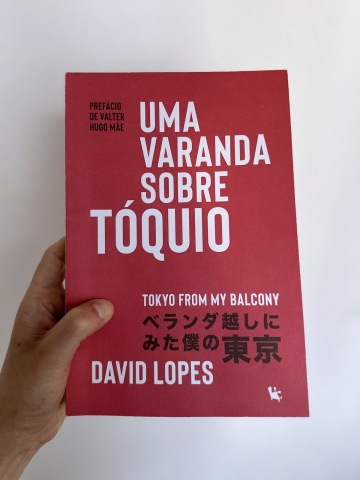 PREFÁCIO
DE VALTER
HUGO MÃE
UMA
VARANDA
SOBRE
TÓQUIO
TOKYO FROM MY BALCONY
ベランダ越しに
みた僕の東京
DAVID LOPES